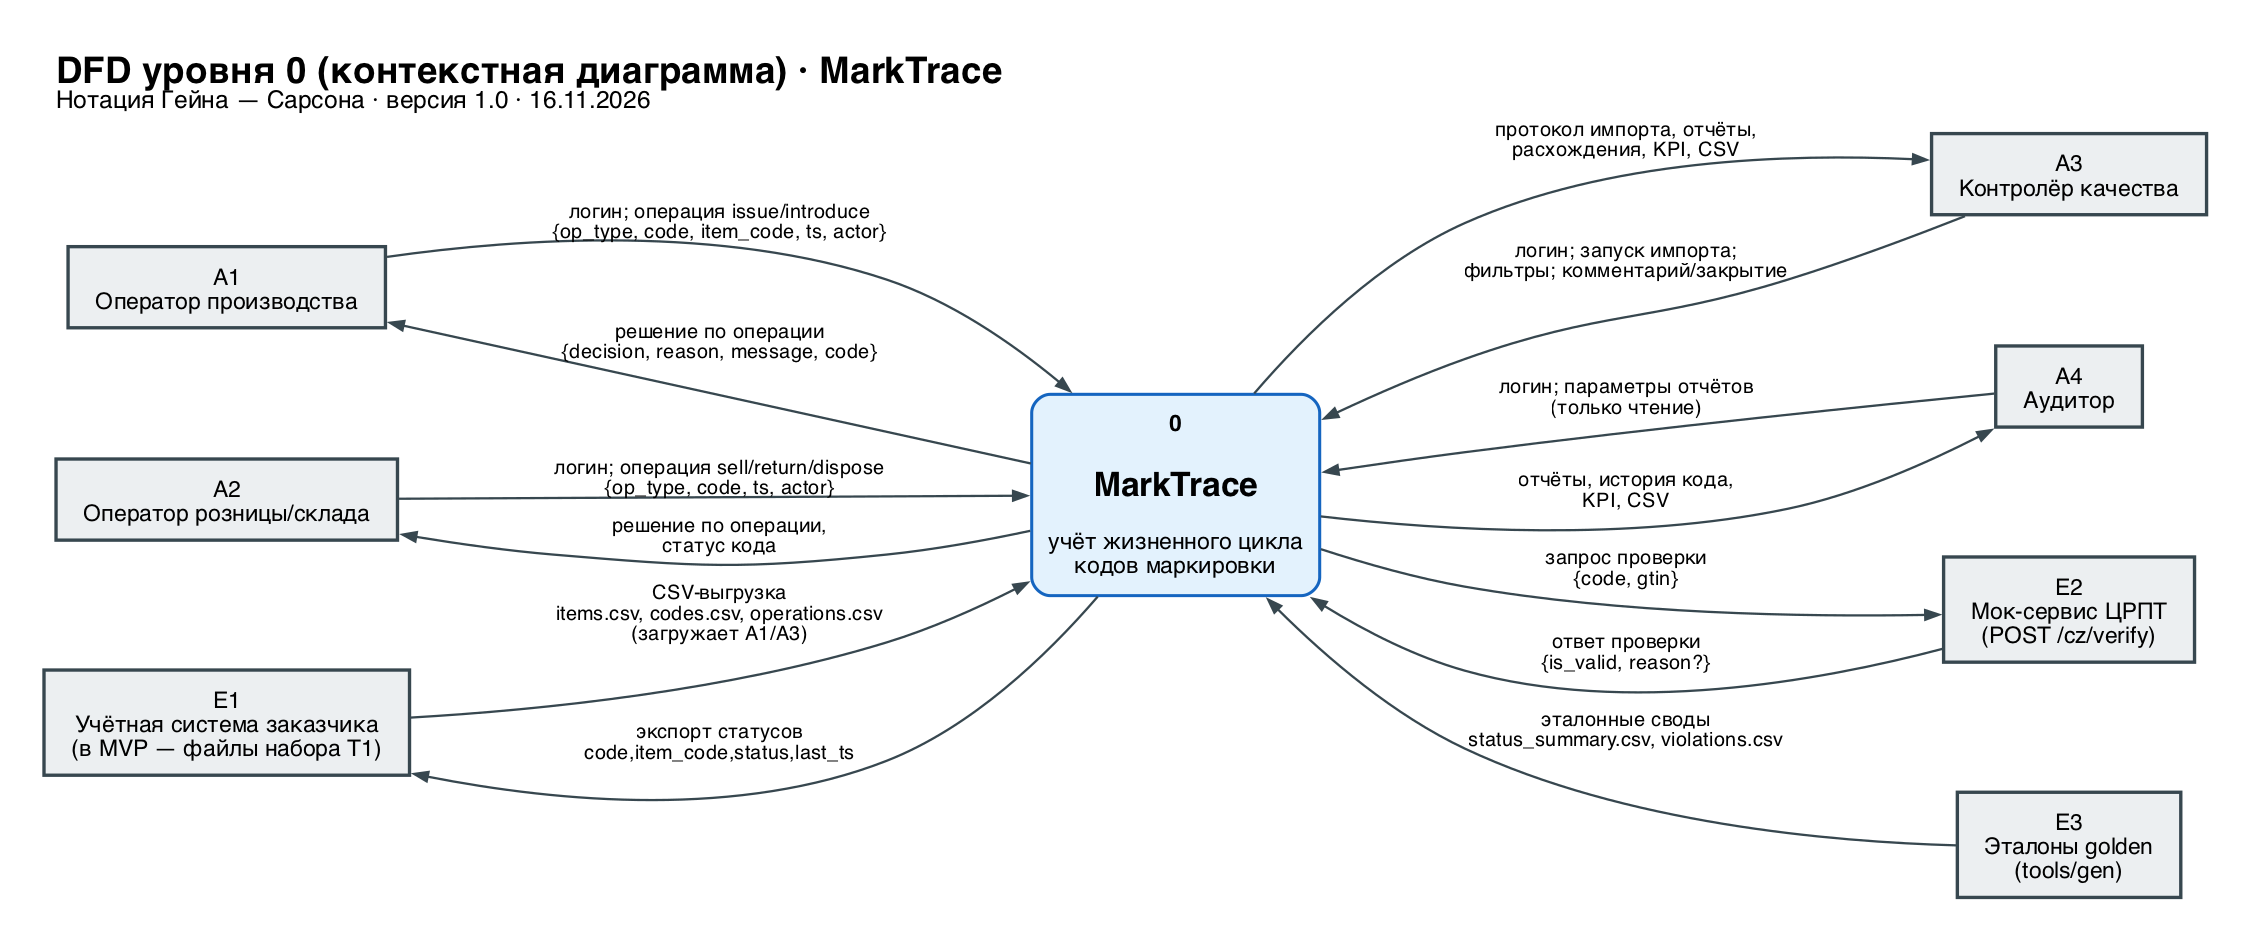 DFD уровня 0 (контекстная диаграмма) · MarkTrace
Нотация Гейна — Сарсона · версия 1.0 · 16.11.2026
A1
Оператор производства
логин; операция issue/introduce
{op_type, code, item_code, ts, actor}
решение по операции
{decision, reason, message, code}
A2
Оператор розницы/склада
логин; операция sell/return/dispose
{op_type, code, ts, actor}
решение по операции,
статус кода
E1
Учётная система заказчика
(в MVP — файлы набора T1)
CSV-выгрузка
items.csv, codes.csv, operations.csv
(загружает A1/A3)
экспорт статусов
code,item_code,status,last_ts
0
MarkTrace
учёт жизненного цикла
кодов маркировки
протокол импорта, отчёты,
расхождения, KPI, CSV
A3
Контролёр качества
логин; запуск импорта;
фильтры; комментарий/закрытие
A4
Аудитор
логин; параметры отчётов
(только чтение)
отчёты, история кода,
KPI, CSV
запрос проверки
{code, gtin}
E2
Мок-сервис ЦРПТ
(POST /cz/verify)
ответ проверки
{is_valid, reason?}
эталонные своды
status_summary.csv, violations.csv
E3
Эталоны golden
(tools/gen)